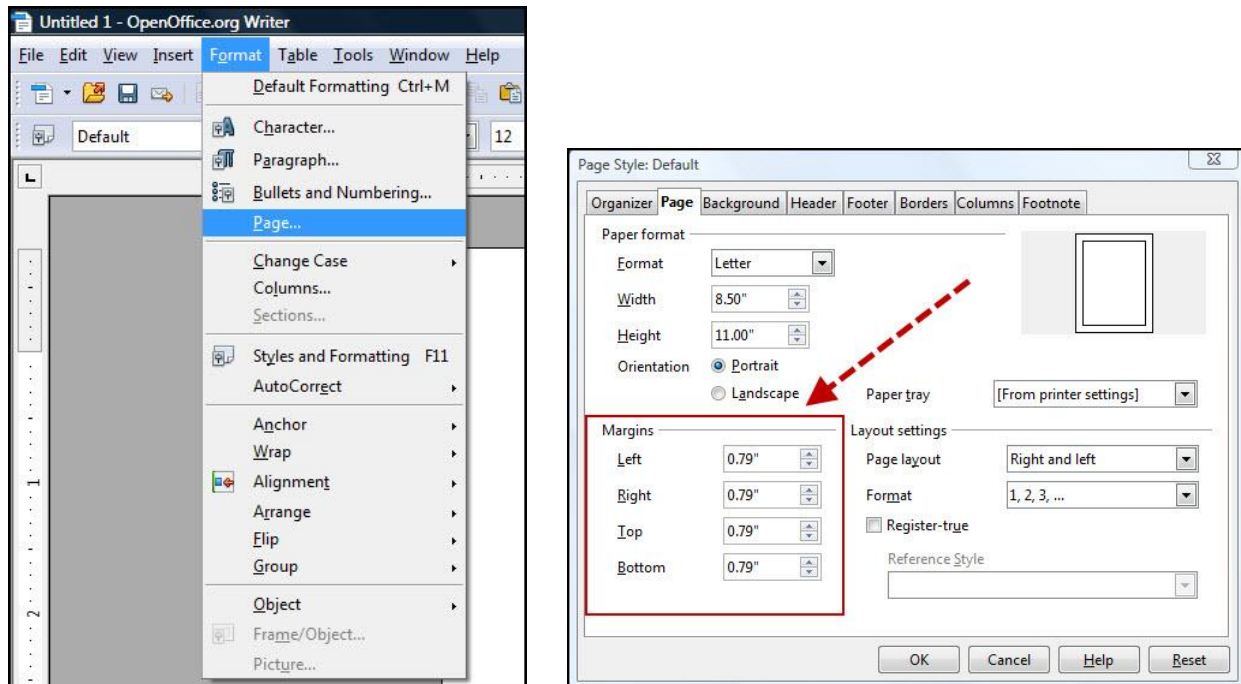 Untitled 1 - OpenOffice.org Writer
File Edit View Insert Format Table Tools Window Help
Default Formatting Ctrl+M
Default
12
Character...
Paragraph...
Bullets and Numbering...
Page...
Change Case
Columns...
Sections...
Styles and Formatting F11
AutoCorrect
Anchor
Wrap
Alignment
Arrange
Flip
Group
Object
Frame/Object...
Picture...
1
2
Page Style: Default
Organizer Page Background Header Footer Borders Columns Footnote
Paper format
Format Letter
Width 8.50"
Height 11.00"
Orientation Portrait
Landscape Paper tray [From printer settings]
Margins Layout settings
Left 0.79" Page layout Right and left
Right 0.79" Format 1, 2, 3, ...
Top 0.79" Register-true
Bottom 0.79" Reference Style
OK Cancel Help Reset